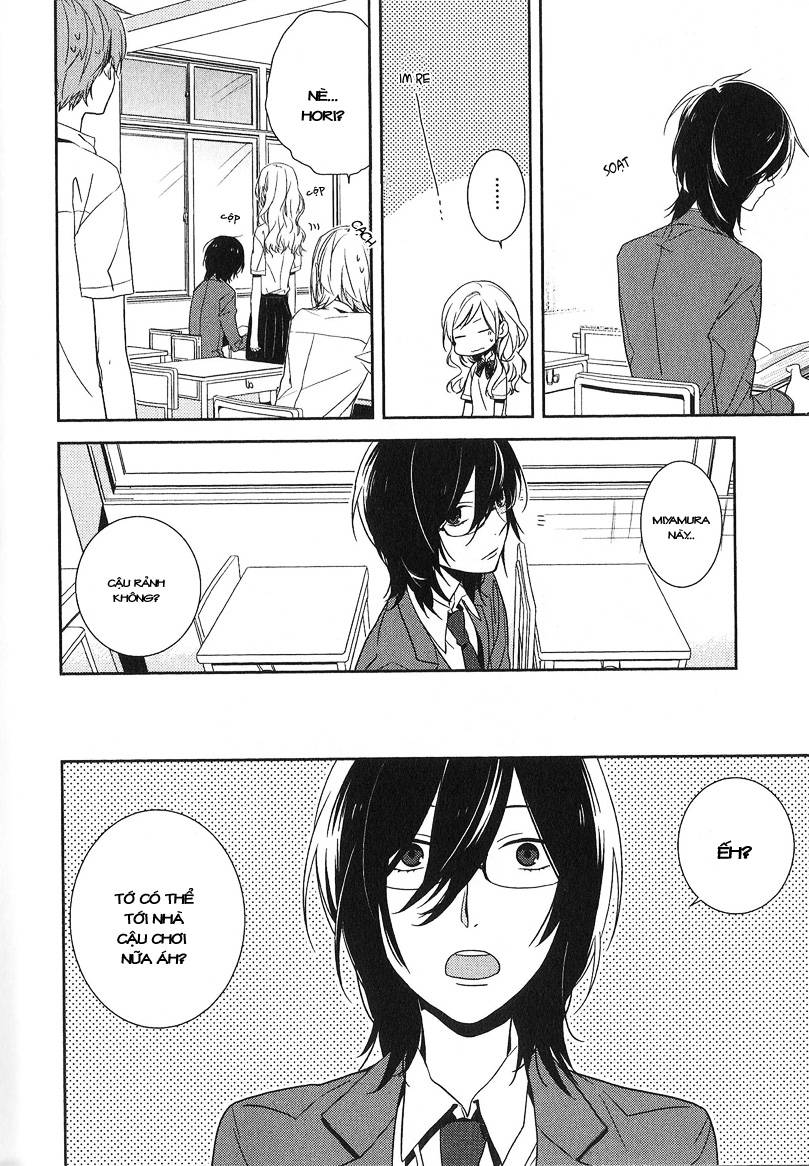 SOẠT
IM RE
........
NÈ...
HORI?
CỘP
CỘP
CẠCH
MIYAMURA
NÀY...
CẬU RẢNH
KHÔNG?
ẾH?
TỚ CÓ THỂ
TỚI NHÀ
CẬU CHƠI
NỮA ÁH?